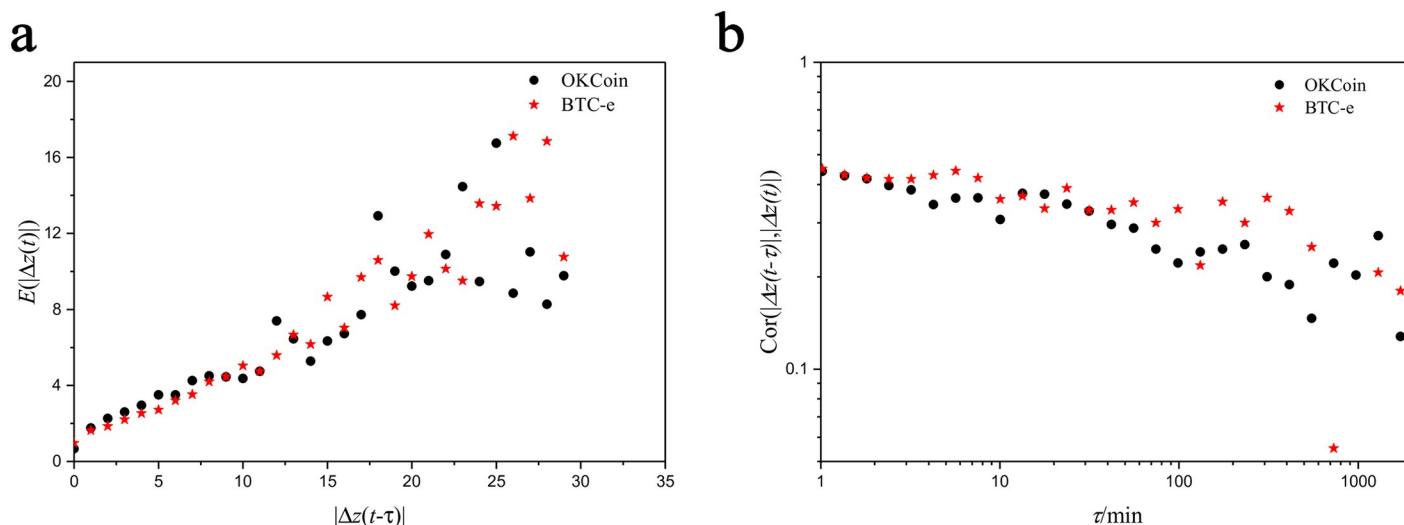 a
20
16
12
8
4
0
E(|Δz(t)|)
OKCoin
BTC-e
0 5 10 15 20 25 30 35
|Δz(t-τ)|
b
1
0.1
Cor(|Δz(t-τ)|,|Δz(t)|)
OKCoin
BTC-e
1 10 100 1000
τ/min